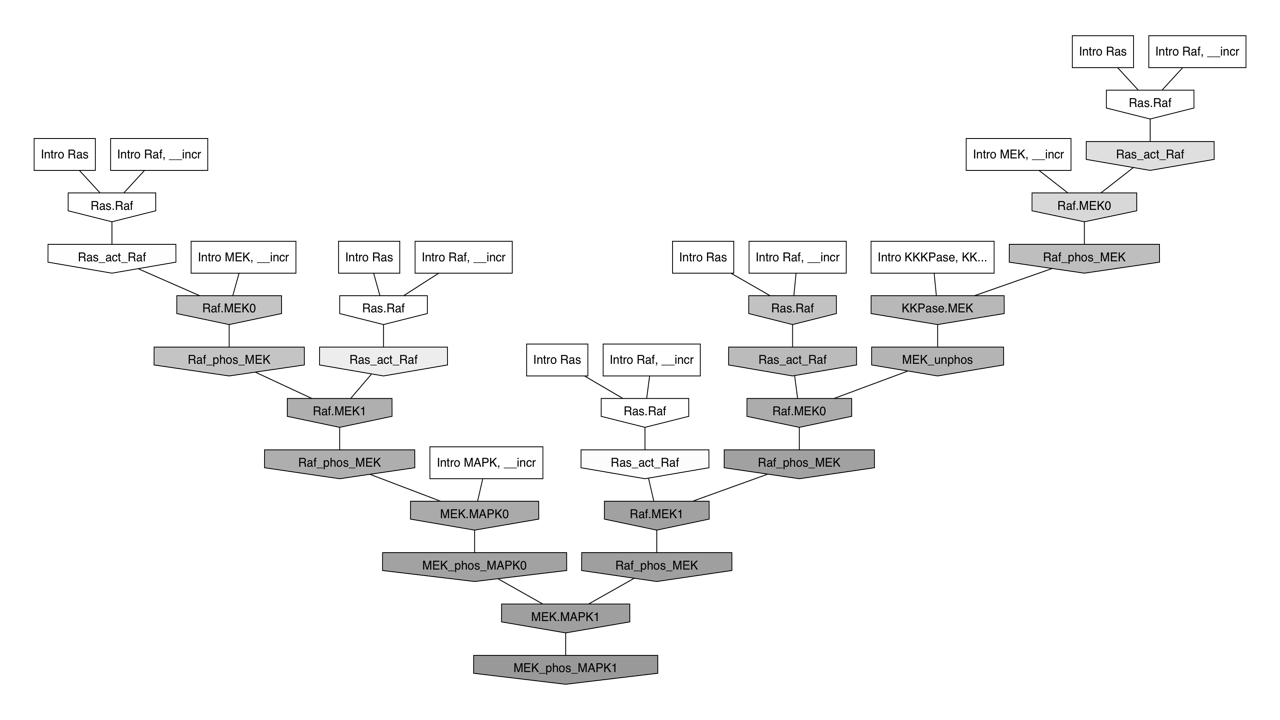 Intro Ras
Intro Raf, __incr
Ras.Raf
Intro Ras
Intro Raf, __incr
Intro MEK, __incr
Ras_act_Raf
Ras.Raf
Raf.MEK0
Ras_act_Raf
Intro MEK, __incr
Intro Ras
Intro Raf, __incr
Intro Ras
Intro Raf, __incr
Intro KKKPase, KK...
Raf_phos_MEK
Raf.MEK0
Ras.Raf
Ras.Raf
KKPase.MEK
Raf_phos_MEK
Ras_act_Raf
Intro Ras
Intro Raf, __incr
Ras_act_Raf
MEK_unphos
Raf.MEK1
Ras.Raf
Raf.MEK0
Raf_phos_MEK
Intro MAPK, __incr
Ras_act_Raf
Raf_phos_MEK
MEK.MAPK0
Raf.MEK1
MEK_phos_MAPK0
Raf_phos_MEK
MEK.MAPK1
MEK_phos_MAPK1